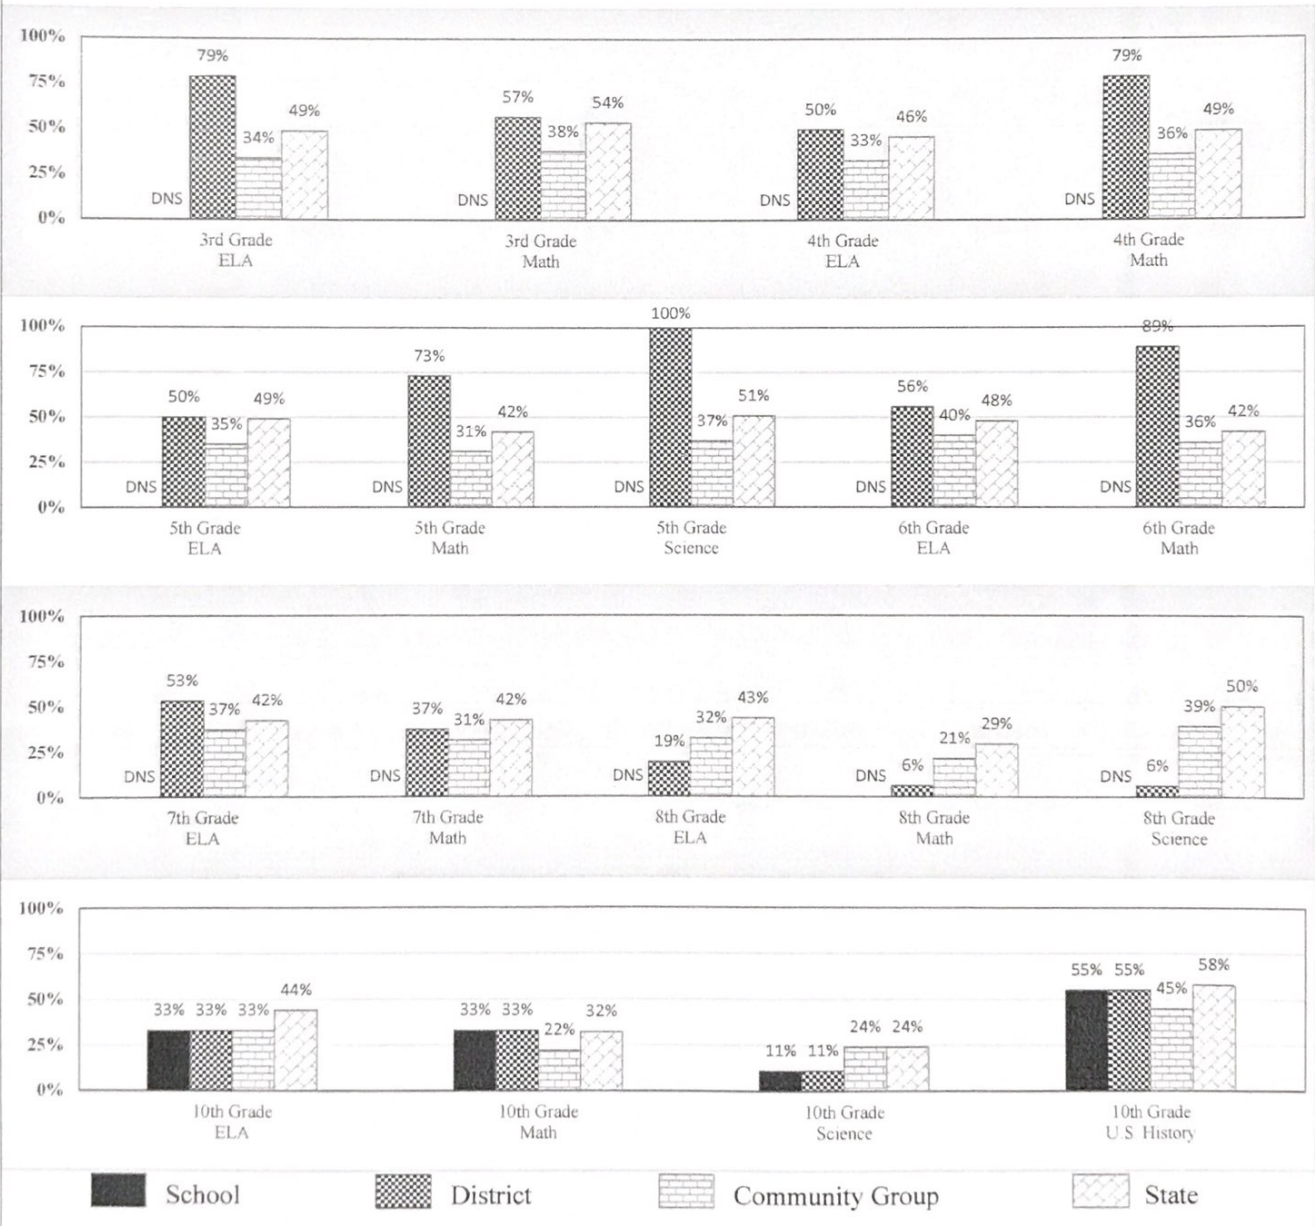 100%
75%
50%
25%
0%
79%
34%
49%
DNS
57%
38%
54%
DNS
50%
33%
46%
DNS
79%
36%
49%
DNS
3rd Grade
ELA
3rd Grade
Math
4th Grade
ELA
4th Grade
Math
100%
75%
50%
25%
0%
50%
35%
49%
DNS
73%
31%
42%
DNS
100%
37%
51%
DNS
56%
40%
48%
DNS
89%
36%
42%
DNS
5th Grade
ELA
5th Grade
Math
5th Grade
Science
6th Grade
ELA
6th Grade
Math
100%
75%
50%
25%
0%
53%
37%
42%
DNS
37%
31%
42%
DNS
19%
32%
43%
DNS
6%
21%
29%
DNS
6%
39%
50%
DNS
7th Grade
ELA
7th Grade
Math
8th Grade
ELA
8th Grade
Math
8th Grade
Science
100%
75%
50%
25%
0%
33% 33% 33% 44%
33% 33% 22% 32%
11% 11% 24% 24%
55% 55% 45% 58%
10th Grade
ELA
10th Grade
Math
10th Grade
Science
10th Grade
U.S History
School District Community Group State